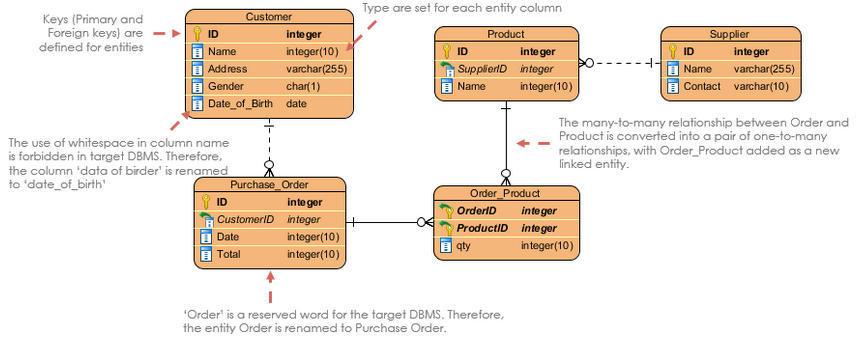 Keys (Primary and
Foreign keys) are
defined for entities
Type are set for each entity column
Customer
ID integer
Name integer(10)
Address varchar(255)
Gender char(1)
Date_of_Birth date
Product
ID integer
SupplierID integer
Name integer(10)
Supplier
ID integer
Name varchar(255)
Contact varchar(10)
The use of whitespace in column name
is forbidden in target DBMS. Therefore,
the column ‘data of birder’ is renamed
to ‘date_of_birth’
The many-to-many relationship between Order and
Product is converted into a pair of one-to-many
relationships, with Order_Product added as a new
linked entity.
Purchase_Order
ID integer
CustomerID integer
Date integer(10)
Total integer(10)
Order_Product
OrderID integer
ProductID integer
qty integer(10)
‘Order’ is a reserved word for the target DBMS. Therefore,
the entity Order is renamed to Purchase Order.